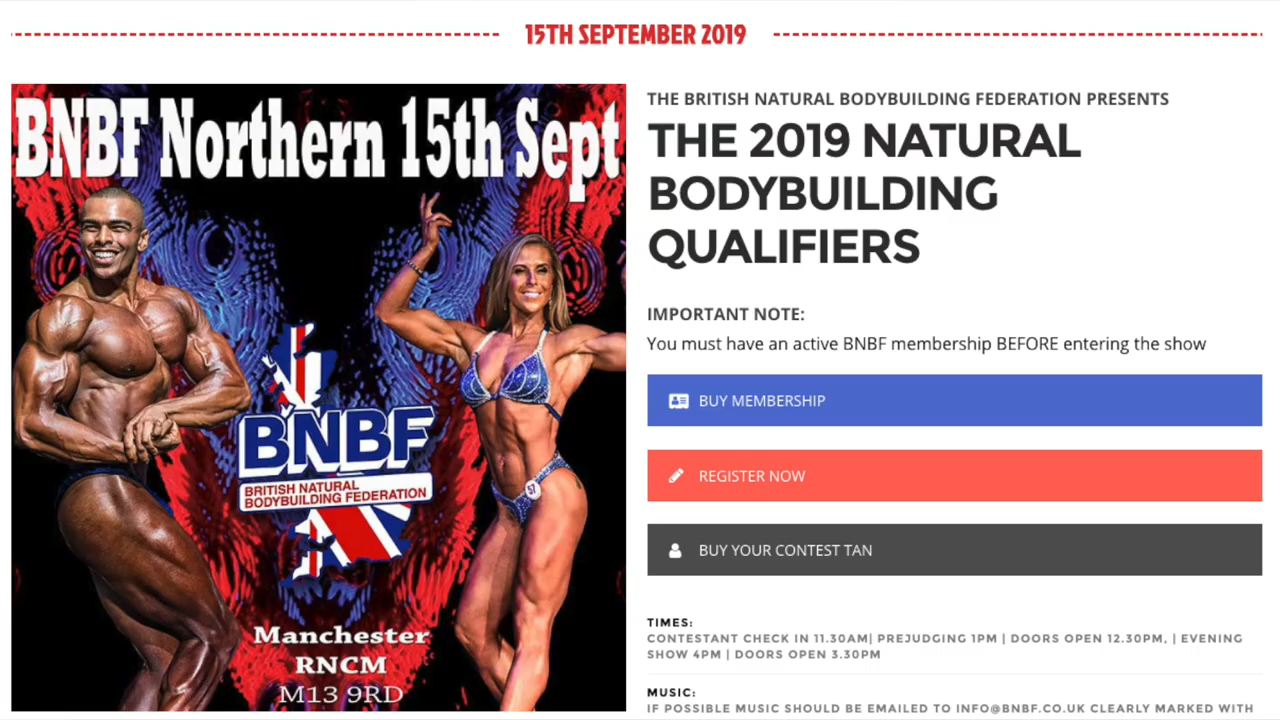 15TH SEPTEMBER 2019
BNBF Northern 15th Sept
BNBF
BRITISH NATURAL
BODYBUILDING FEDERATION
57
Manchester
RNCM
M13 9RD
THE BRITISH NATURAL BODYBUILDING FEDERATION PRESENTS
THE 2019 NATURAL
BODYBUILDING
QUALIFIERS
IMPORTANT NOTE:
You must have an active BNBF membership BEFORE entering the show
BUY MEMBERSHIP
REGISTER NOW
BUY YOUR CONTEST TAN
TIMES:
CONTESTANT CHECK IN 11.30AM| PREJUDGING 1PM | DOORS OPEN 12.30PM, | EVENING
SHOW 4PM | DOORS OPEN 3.30PM
MUSIC:
IF POSSIBLE MUSIC SHOULD BE EMAILED TO INFO@BNBF.CO.UK CLEARLY MARKED WITH